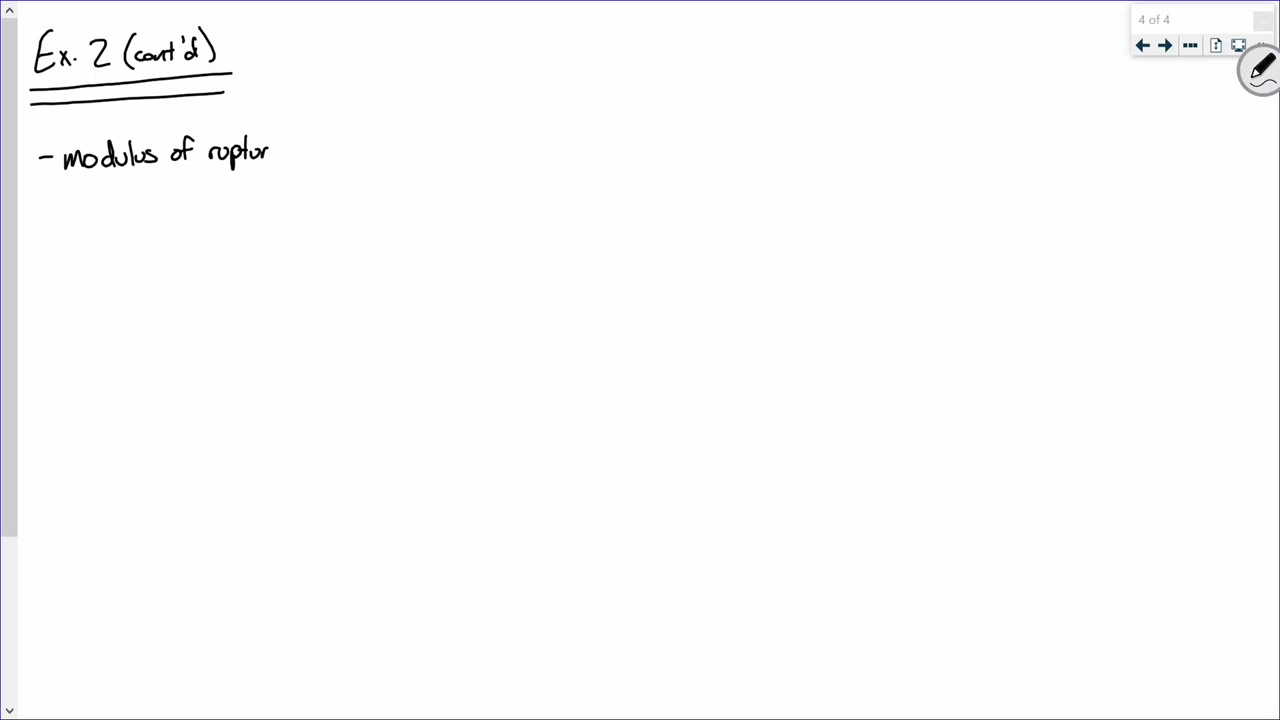 4 of 4
Ex. 2 (cont'd)
- modulus of ruptur